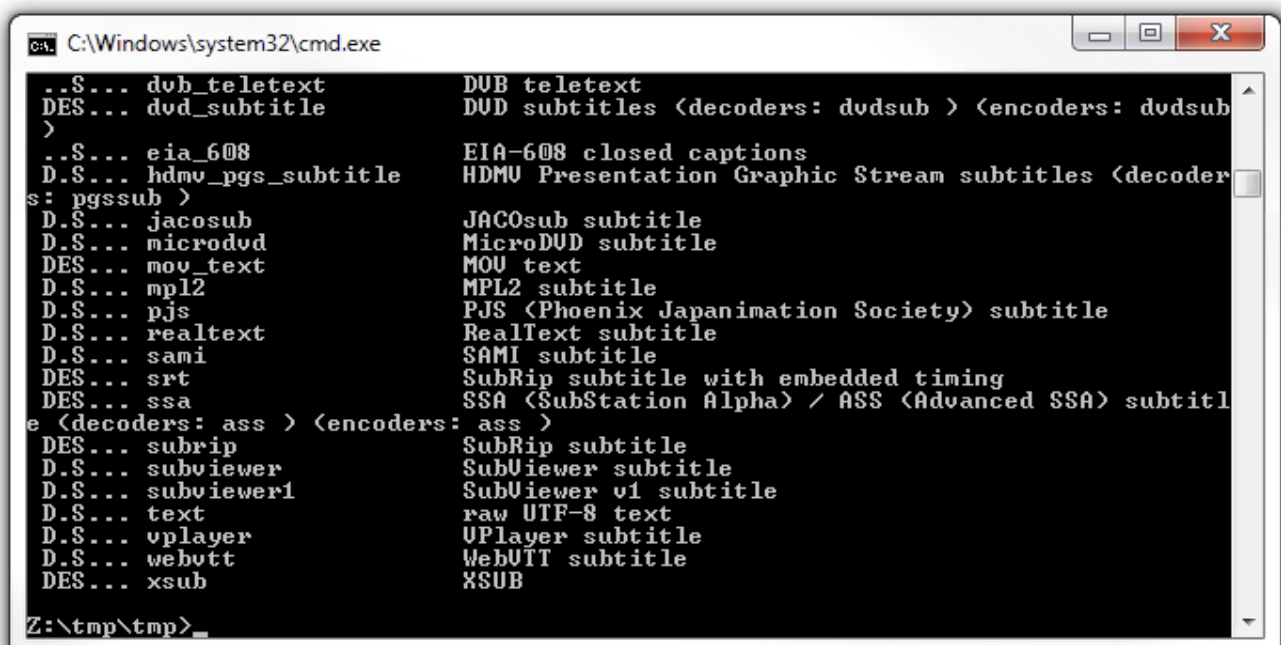 C:\Windows\system32\cmd.exe
..S... dvb_teletext DVB teletext
DES... dvd_subtitle DVD subtitles (decoders: dvdsub ) (encoders: dvdsub
)
..S... eia_608 EIA-608 closed captions
D.S... hdmv_pgs_subtitle HDMV Presentation Graphic Stream subtitles (decoder
s: pgssub )
D.S... jacosub JACOsub subtitle
D.S... microdvd MicroDVD subtitle
DES... mov_text MOV text
D.S... mpl2 MPL2 subtitle
D.S... pjs PJS (Phoenix Japanimation Society) subtitle
D.S... realtext RealText subtitle
D.S... sami SAMI subtitle
DES... srt SubRip subtitle with embedded timing
DES... ssa SSA (SubStation Alpha) / ASS (Advanced SSA) subtitl
e (decoders: ass ) (encoders: ass )
DES... subrip SubRip subtitle
D.S... subviewer SubViewer subtitle
D.S... subviewer1 SubViewer v1 subtitle
D.S... text raw UTF-8 text
D.S... vplayer VPlayer subtitle
D.S... webvtt WebVTT subtitle
DES... xsub XSUB
Z:\tmp\tmp>_